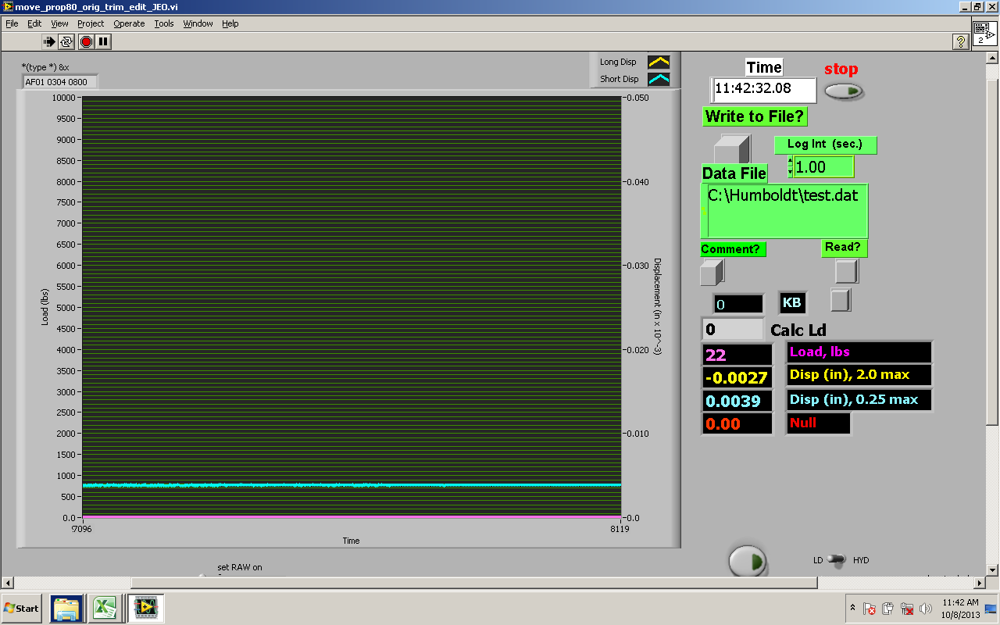 move_prop80_orig_trim_edit_JEO.vi
File Edit View Project Operate Tools Window Help
2
?
*(type *) &x
AF01 0304 0800
Long Disp
Short Disp
10000
9500
9000
8500
8000
7500
7000
6500
6000
5500
5000
4500
4000
3500
3000
2500
2000
1500
1000
500
0.0
Load (lbs)
0.050
0.040
0.030
0.020
0.010
0.0
Displacement (in x 10^-3)
7096
8119
Time
set RAW on
Time
stop
11:42:32.08
Write to File?
Log Int (sec.)
1.00
Data File
C:\Humboldt\test.dat
Comment?
Read?
0
KB
0
Calc Ld
22
Load, lbs
-0.0027
Disp (in), 2.0 max
0.0039
Disp (in), 0.25 max
0.00
Null
LD
HYD
Start
11:42 AM
10/8/2013